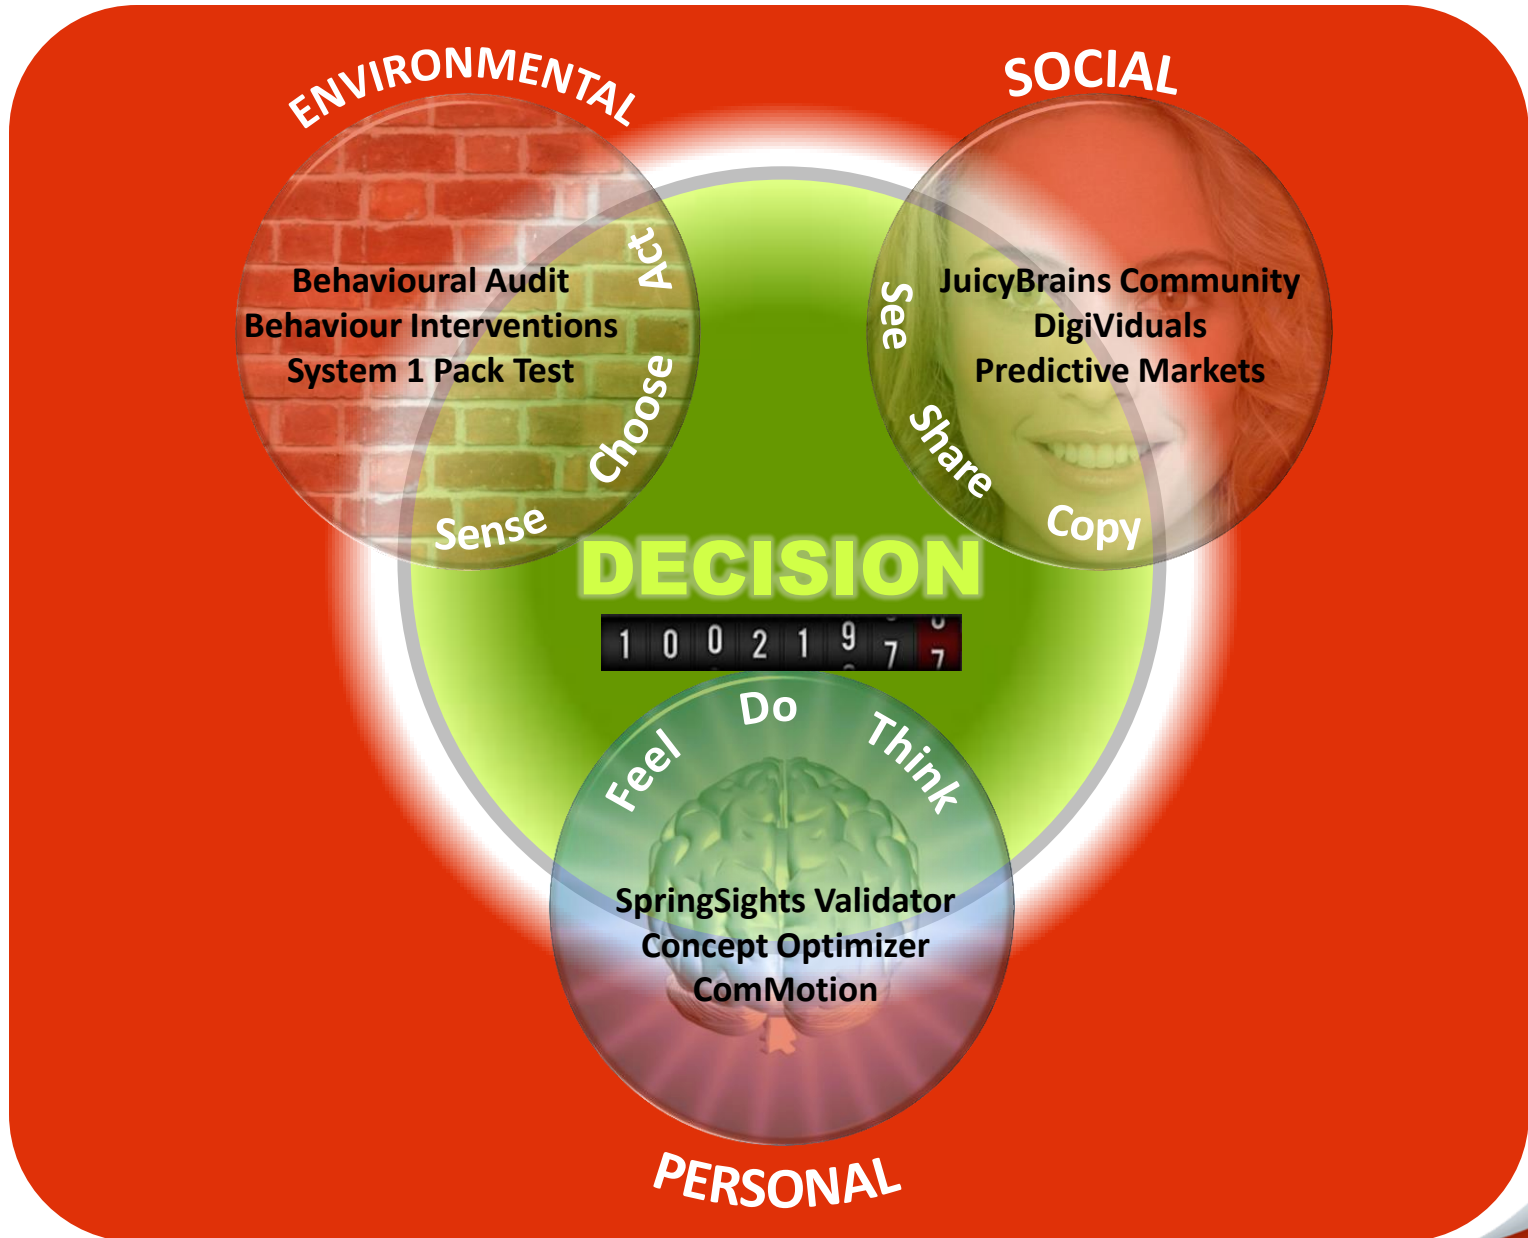 ENVIRONMENTAL
SOCIAL
Act
Behavioural Audit
Behaviour Interventions
System 1 Pack Test
Choose
Sense
See
JuicyBrains Community
DigiViduals
Predictive Markets
Share
Copy
DECISION
1 0 0 2 1 9 7 7
Feel
Do
Think
SpringSights Validator
Concept Optimizer
ComMotion
PERSONAL